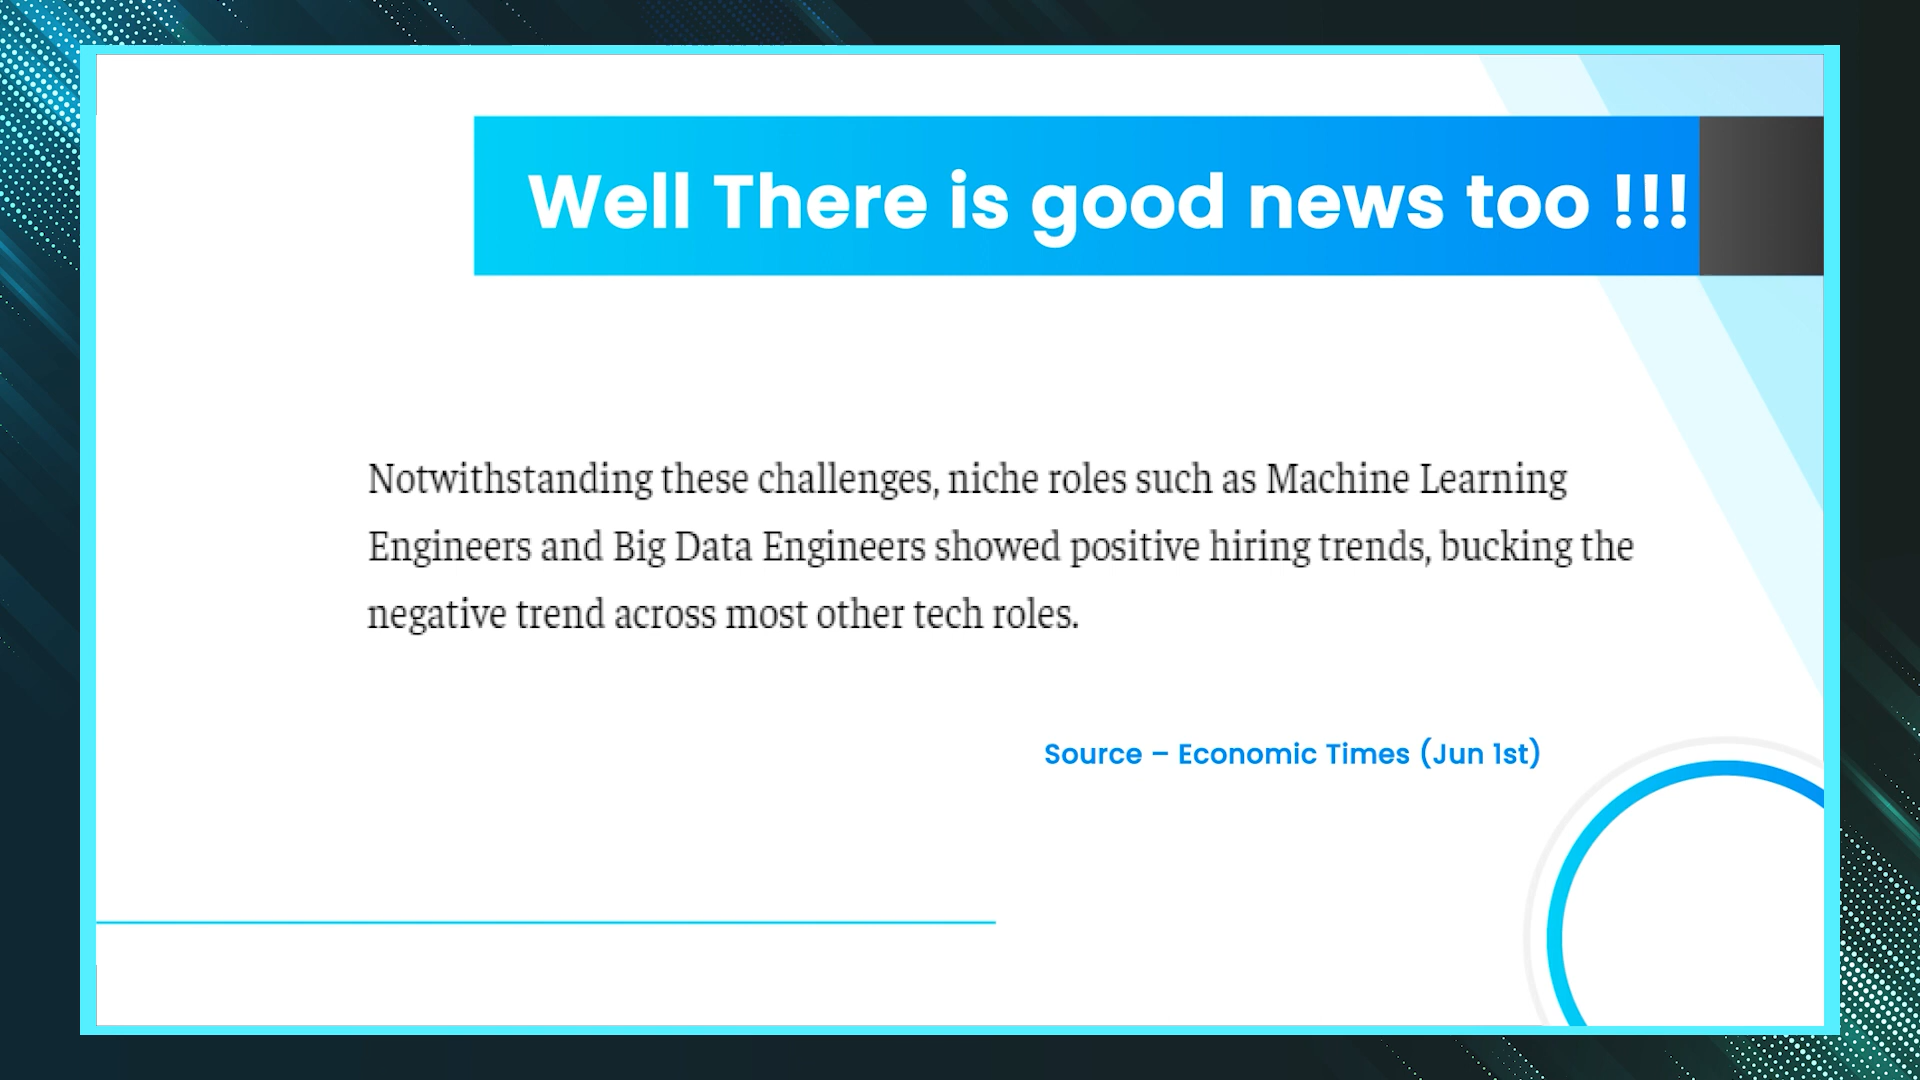 Well There is good news too !!!
Notwithstanding these challenges, niche roles such as Machine Learning
Engineers and Big Data Engineers showed positive hiring trends, bucking the
negative trend across most other tech roles.
Source – Economic Times (Jun 1st)